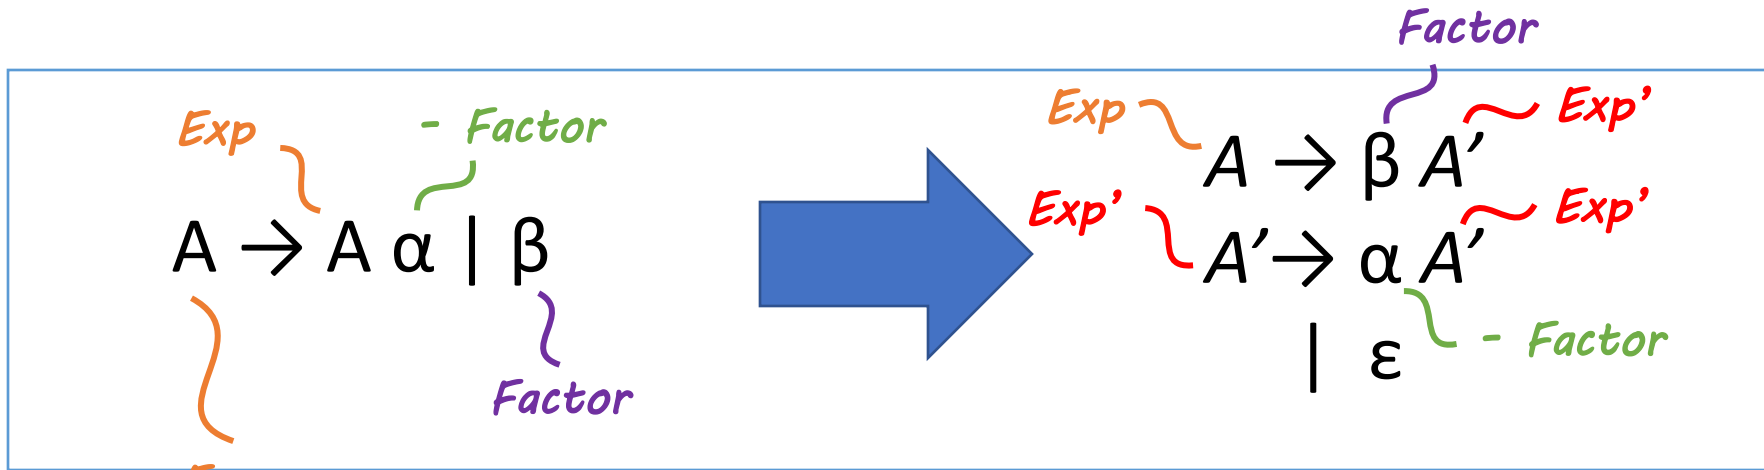 Factor
Exp
- Factor
A → A α | β
Factor
Exp
Exp'
A → β A'
Exp'
Exp'
A' → α A'
| ε
- Factor